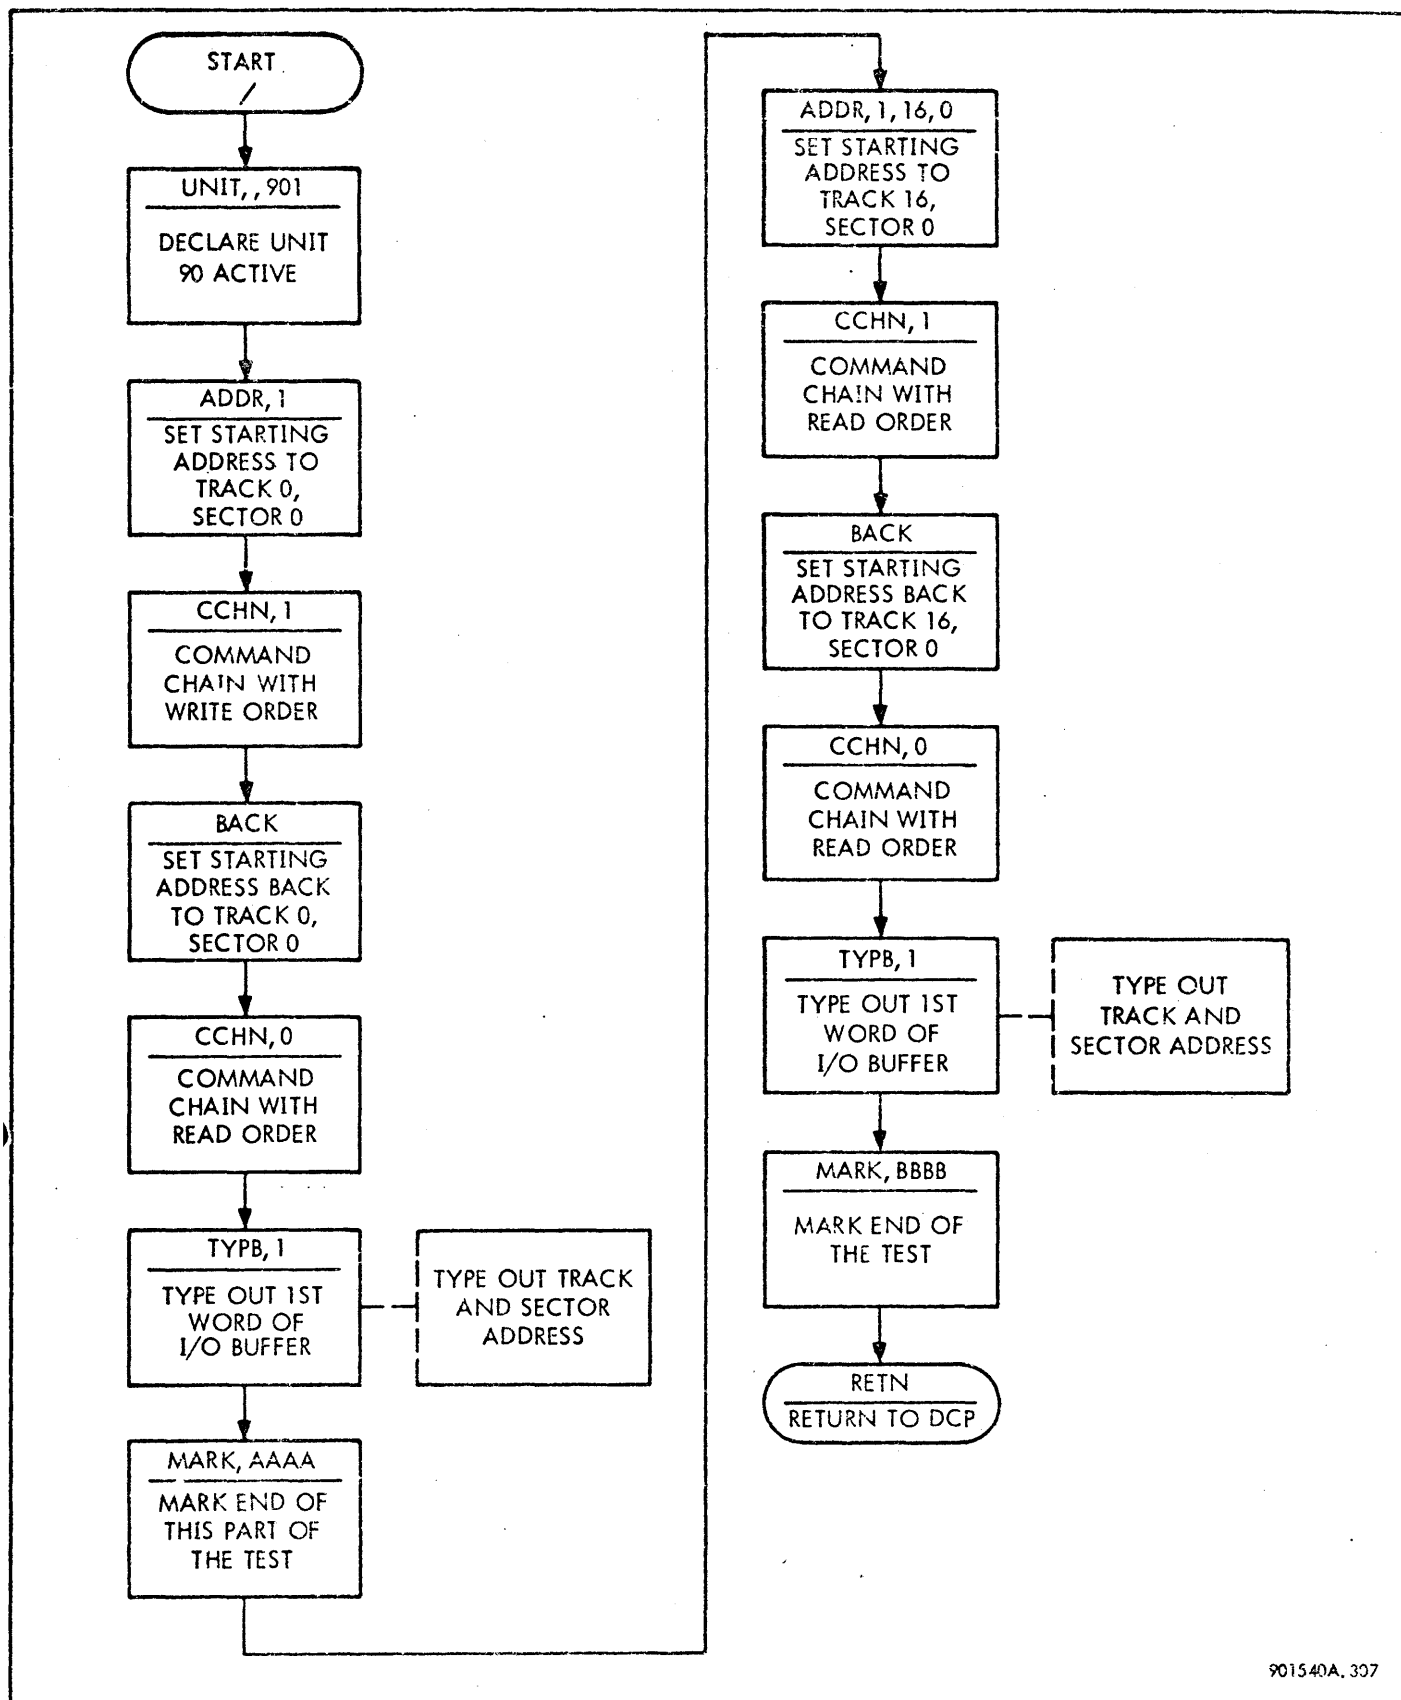 START
UNIT,,901
DECLARE UNIT
90 ACTIVE
ADDR,1
SET STARTING
ADDRESS TO
TRACK 0,
SECTOR 0
CCHN,1
COMMAND
CHAIN WITH
WRITE ORDER
BACK
SET STARTING
ADDRESS BACK
TO TRACK 0,
SECTOR 0
CCHN,0
COMMAND
CHAIN WITH
READ ORDER
TYPB,1
TYPE OUT 1ST
WORD OF
I/O BUFFER
TYPE OUT TRACK
AND SECTOR
ADDRESS
MARK, AAAA
MARK END OF
THIS PART OF
THE TEST
ADDR,1,16,0
SET STARTING
ADDRESS TO
TRACK 16,
SECTOR 0
CCHN,1
COMMAND
CHAIN WITH
READ ORDER
BACK
SET STARTING
ADDRESS BACK
TO TRACK 16,
SECTOR 0
CCHN,0
COMMAND
CHAIN WITH
READ ORDER
TYPB,1
TYPE OUT 1ST
WORD OF
I/O BUFFER
TYPE OUT
TRACK AND
SECTOR ADDRESS
MARK, BBBB
MARK END OF
THE TEST
RETN
RETURN TO DCP
901540A.307